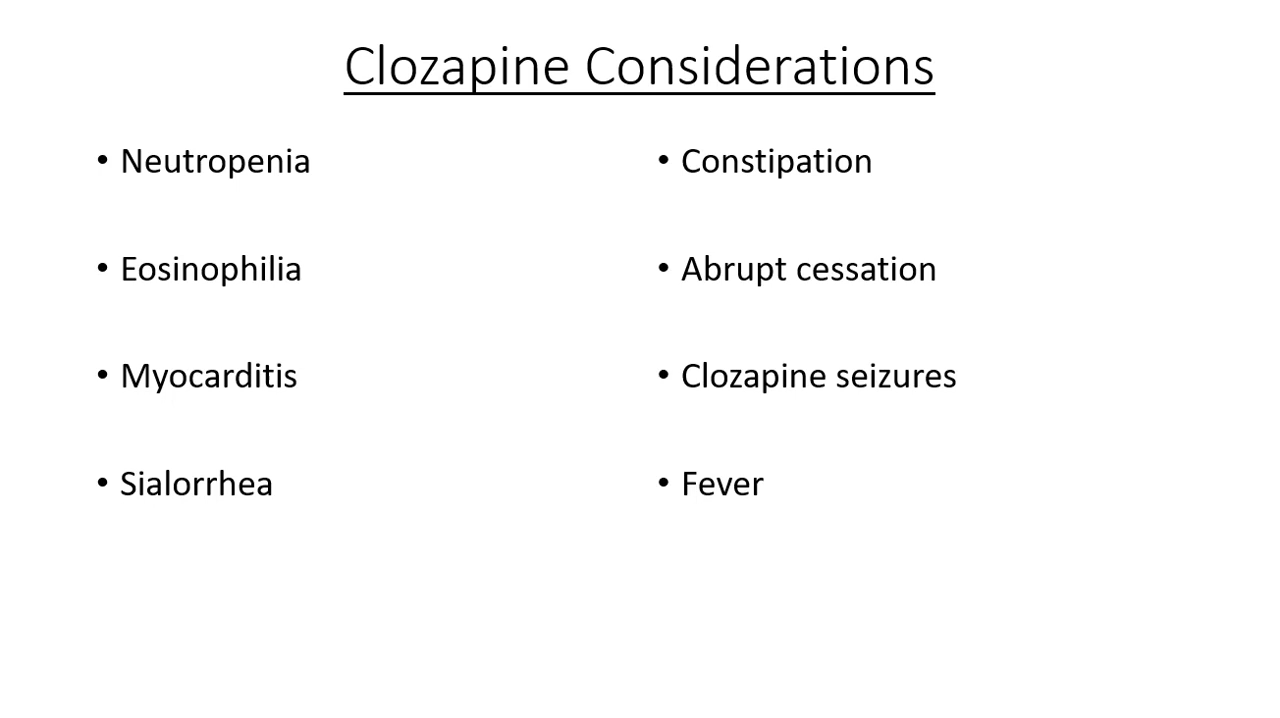 Clozapine Considerations
• Neutropenia
• Eosinophilia
• Myocarditis
• Sialorrhea
• Constipation
• Abrupt cessation
• Clozapine seizures
• Fever